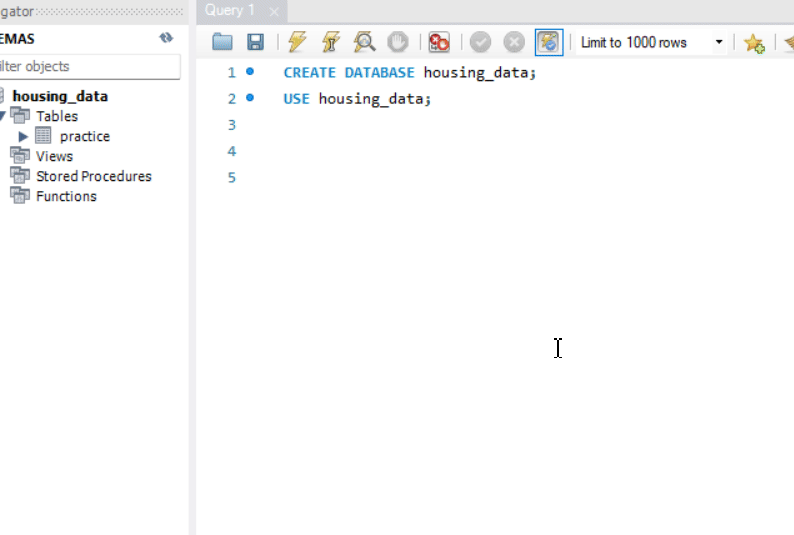 gator
Query 1
EMAS
ilter objects
housing_data
Tables
practice
Views
Stored Procedures
Functions
Limit to 1000 rows
1 CREATE DATABASE housing_data;
2 USE housing_data;
3
4
5